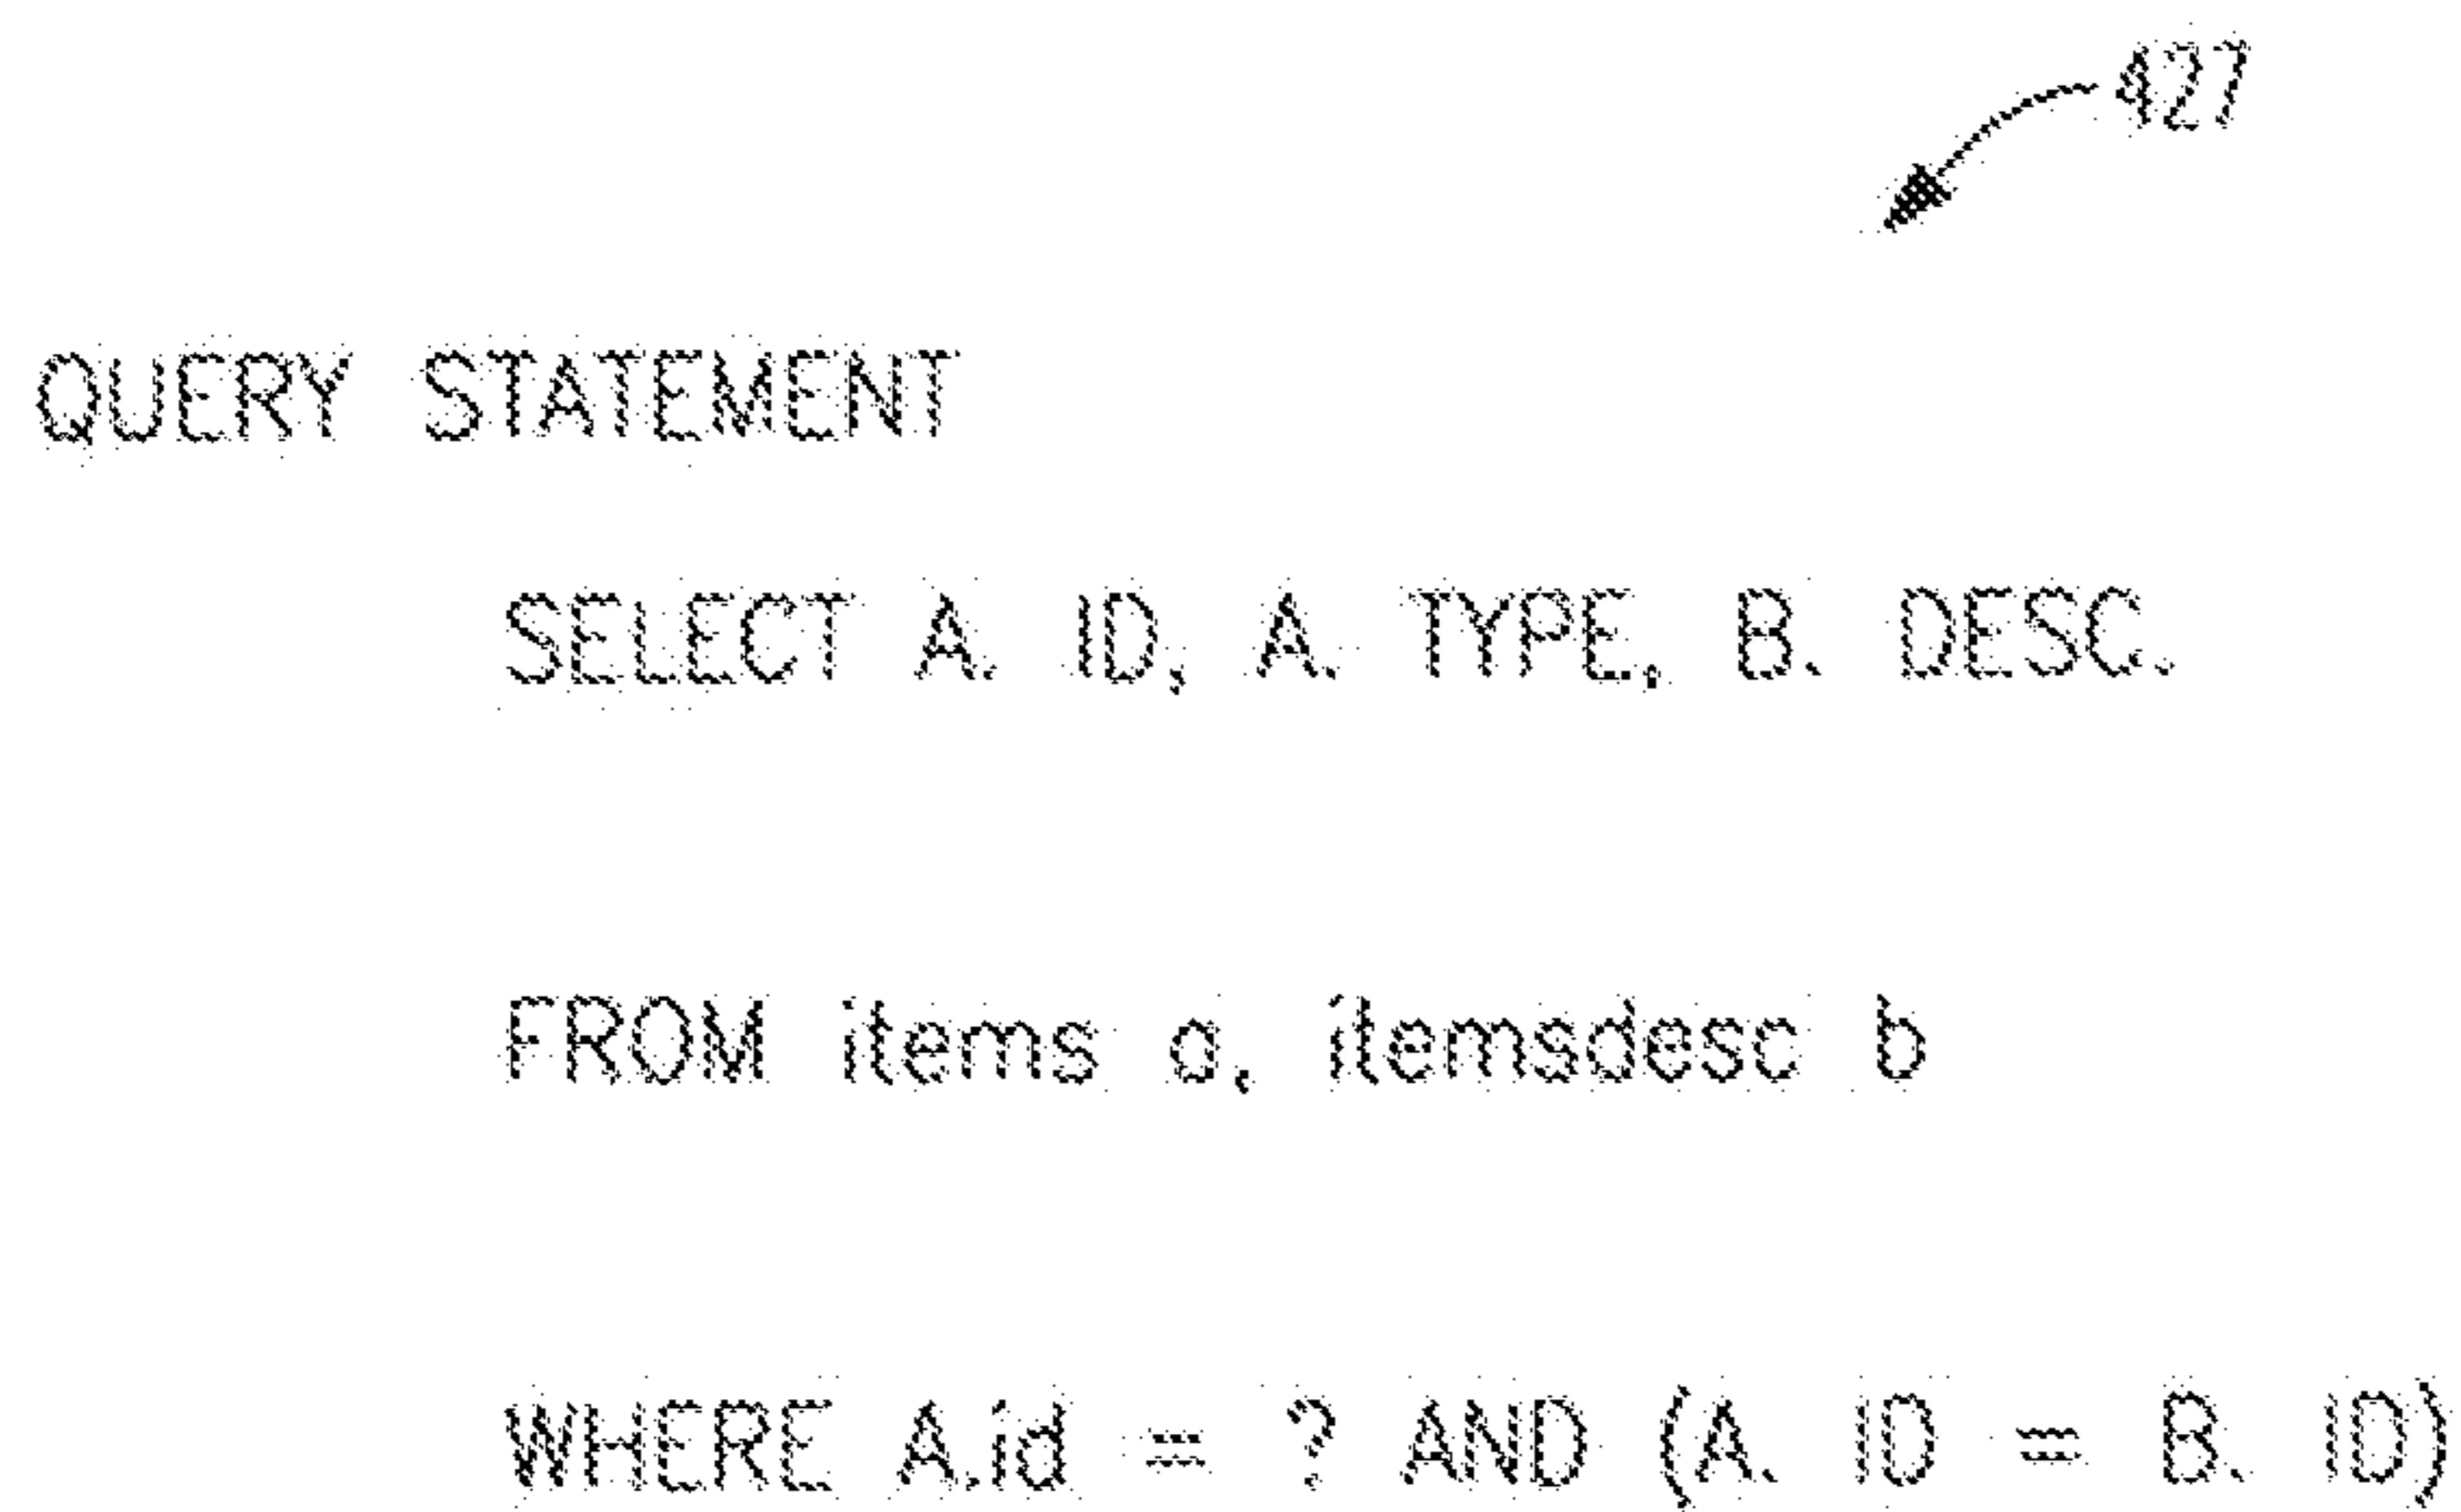 427
QUERY STATEMENT
SELECT A. ID, A. TYPE, B. DESC.
FROM items a, itemsdesc b
WHERE A.id = ? AND (A. ID = B. ID)